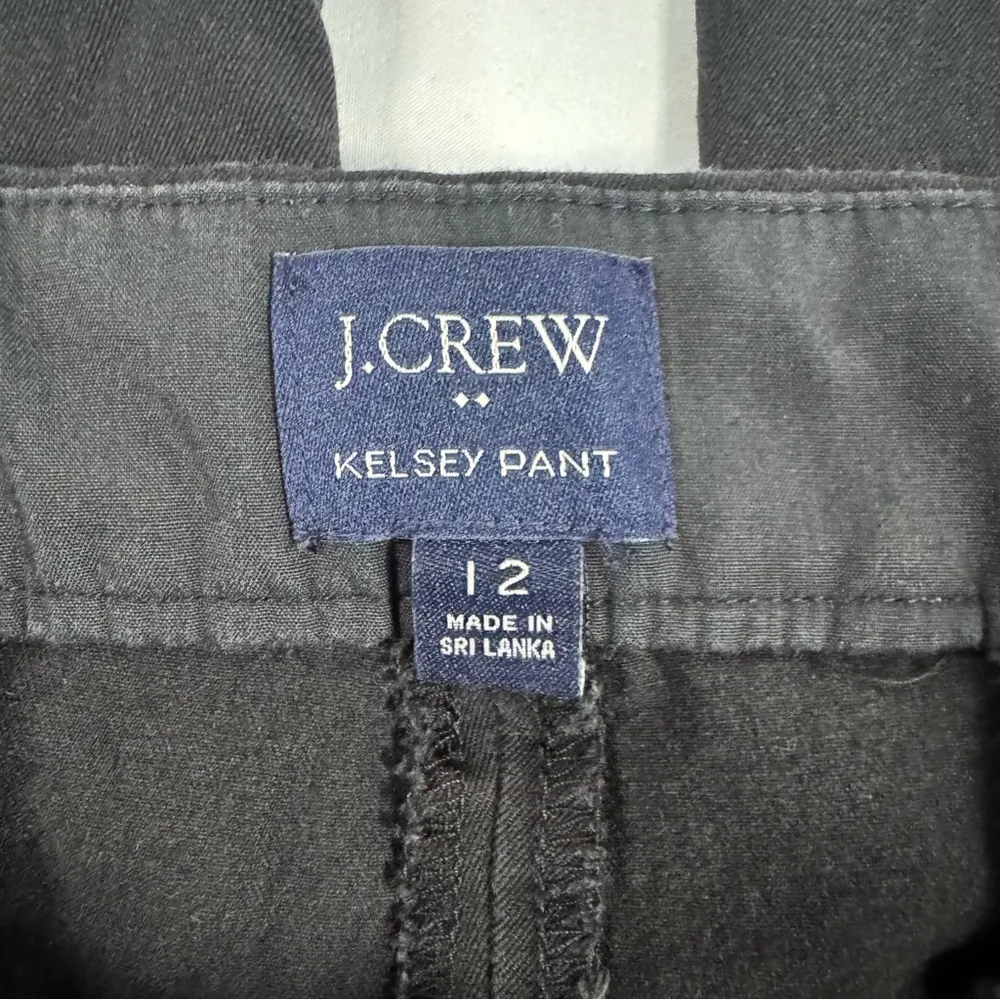 J.CREW
KELSEY PANT
12
MADE IN
SRI LANKA